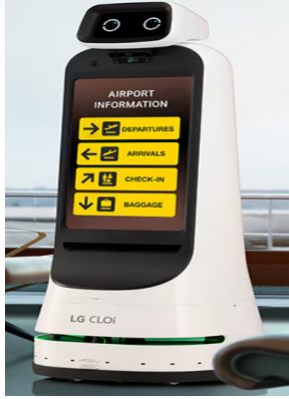 AIRPORT
INFORMATION
DEPARTURES
ARRIVALS
CHECK-IN
BAGGAGE
LG CLOi